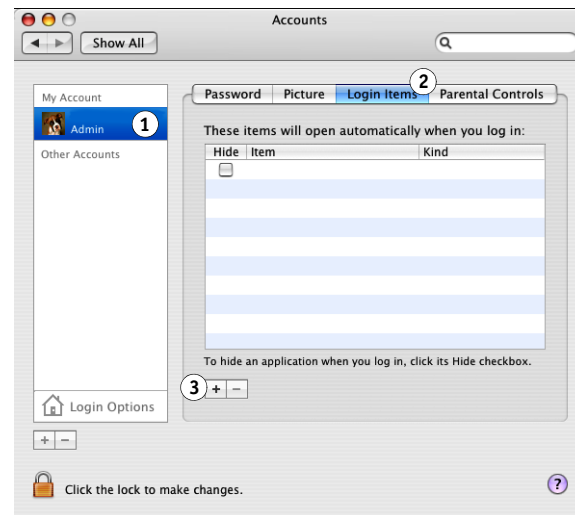 Accounts
Show All
My Account
Admin
1
Other Accounts
Login Options
+ −
Password Picture Login Items Parental Controls
2
These items will open automatically when you log in:
Hide Item Kind
To hide an application when you log in, click its Hide checkbox.
3
+ −
Click the lock to make changes.
?